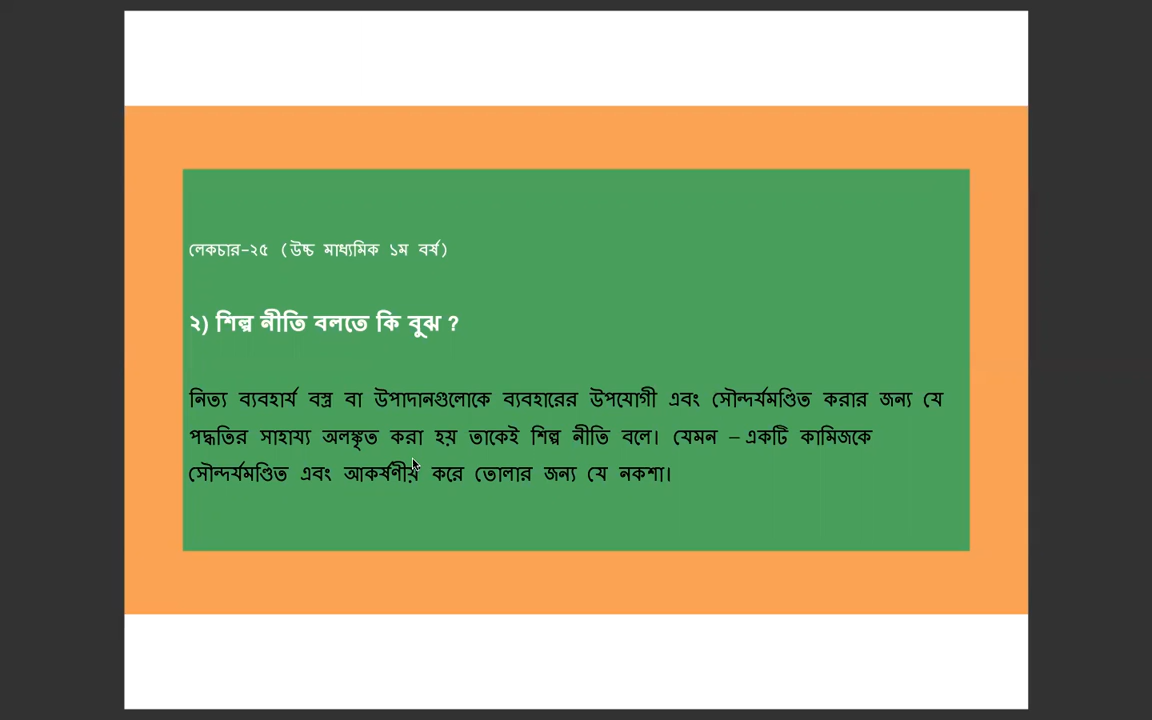 লেকচার-২৫ (উচ্চ মাধ্যমিক ১ম বর্ষ)
২) শিল্প নীতি বলতে কি বুঝ ?
নিত্য ব্যবহার্য বস্ত্র বা উপাদানগুলোকে ব্যবহারের উপযোগী এবং সৌন্দর্যমণ্ডিত করার জন্য যে
পদ্ধতির সাহায্য অলঙ্কৃত করা হয় তাকেই শিল্প নীতি বলে। যেমন – একটি কামিজকে
সৌন্দর্যমণ্ডিত এবং আকর্ষণীয় করে তোলার জন্য যে নকশা।